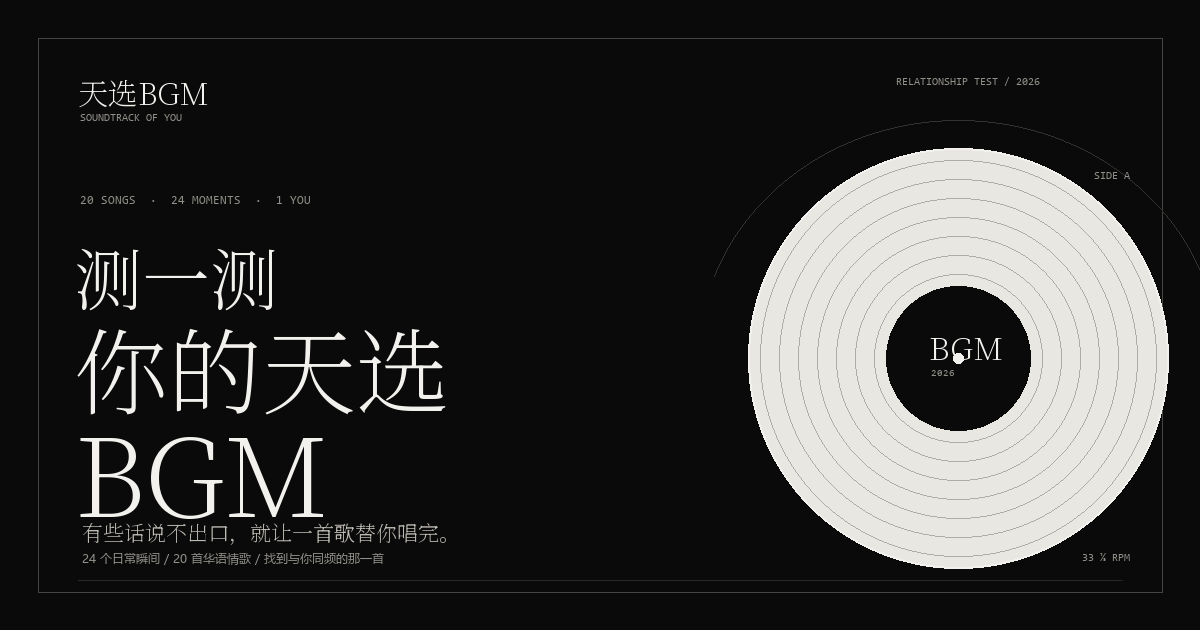 天选BGM
SOUNDTRACK OF YOU
RELATIONSHIP TEST / 2026
SIDE A
20 SONGS · 24 MOMENTS · 1 YOU
测一测
你的天选
BGM
有些话说不出口，就让一首歌替你唱完。
24 个日常瞬间 / 20 首华语情歌 / 找到与你同频的那一首
BGM
2026
33 ⅓ RPM